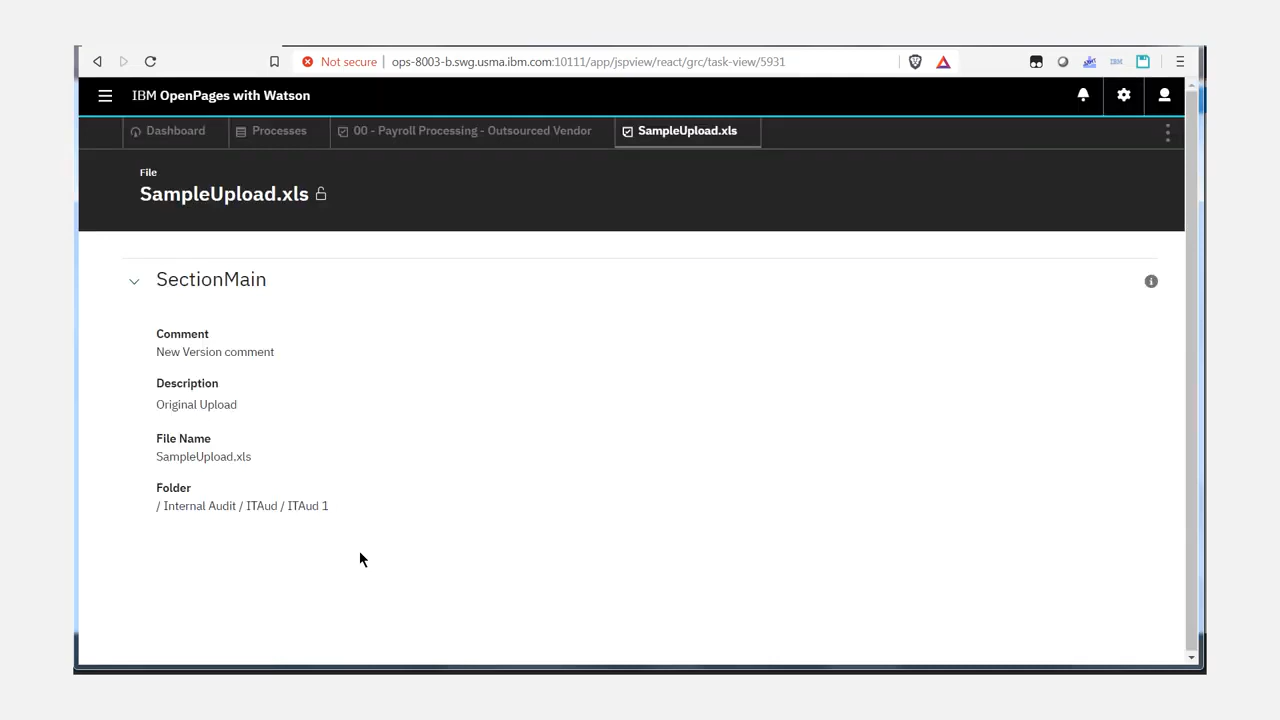 Not secure ops-8003-b.swg.usma.ibm.com:10111/app/jspview/react/grc/task-view/5931
IBM
IBM OpenPages with Watson
Dashboard Processes 00 - Payroll Processing - Outsourced Vendor SampleUpload.xls
File
SampleUpload.xls
SectionMain
Comment
New Version comment
Description
Original Upload
File Name
SampleUpload.xls
Folder
/ Internal Audit / ITAud / ITAud 1